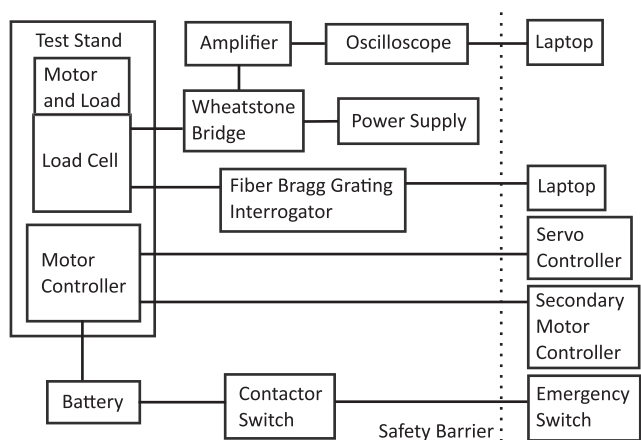 Test Stand
Motor
and Load
Load Cell
Motor
Controller
Amplifier
Oscilloscope
Laptop
Wheatstone
Bridge
Power Supply
Fiber Bragg Grating
Interrogator
Laptop
Servo
Controller
Secondary
Motor
Controller
Battery
Contactor
Switch
Emergency
Switch
Safety Barrier